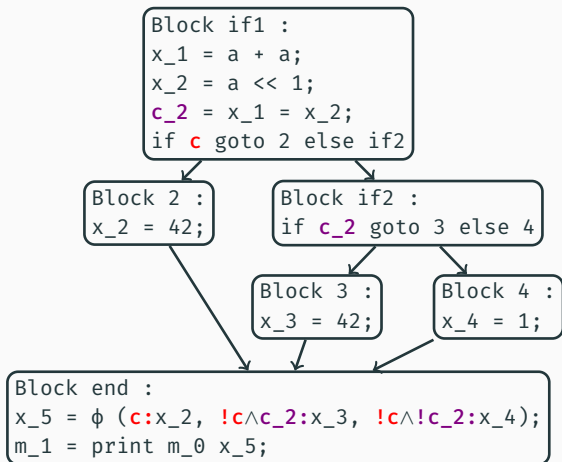 Block if1 :
x_1 = a + a;
x_2 = a << 1;
c_2 = x_1 = x_2;
if c goto 2 else if2
Block 2 :
x_2 = 42;
Block if2 :
if c_2 goto 3 else 4
Block 3 :
x_3 = 42;
Block 4 :
x_4 = 1;
Block end :
x_5 = ϕ (c:x_2, !c∧c_2:x_3, !c∧!c_2:x_4);
m_1 = print m_0 x_5;